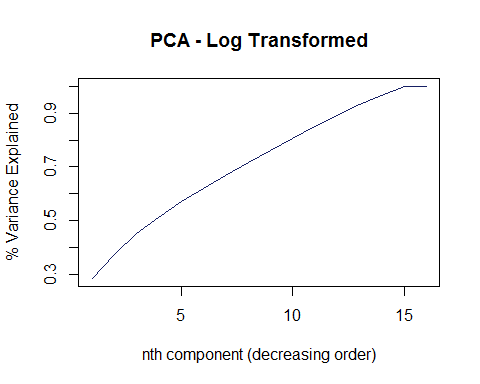 PCA - Log Transformed
% Variance Explained
0.9
0.7
0.5
0.3
5 10 15
nth component (decreasing order)